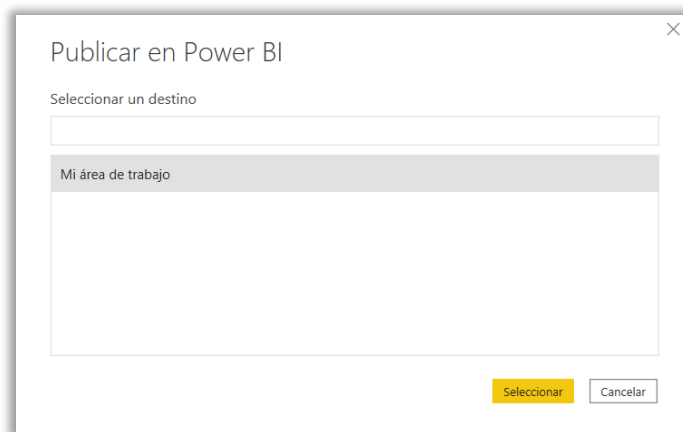 Publicar en Power BI
Seleccionar un destino
Mi área de trabajo
Seleccionar
Cancelar